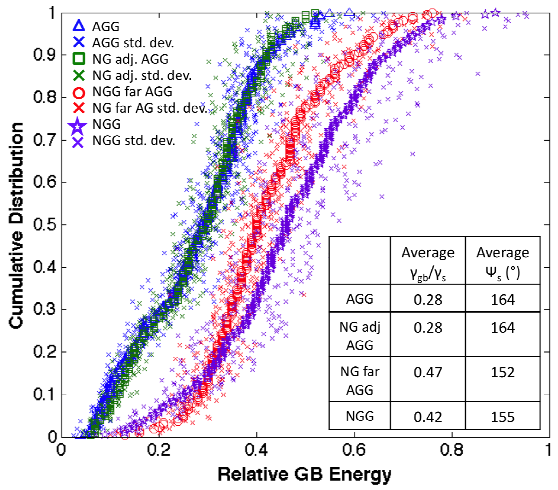 △ AGG
× AGG std. dev.
□ NG adj. AGG
× NG adj. std. dev.
○ NGG far AGG
× NG far AG std. dev.
☆ NGG
× NGG std. dev.
Cumulative Distribution
1
0.9
0.8
0.7
0.6
0.5
0.4
0.3
0.2
0.1
0
0 0.2 0.4 0.6 0.8 1
Relative GB Energy
Average Average
γgb/γs Ψs (°)
AGG 0.28 164
NG adj AGG 0.28 164
NG far AGG 0.47 152
NGG 0.42 155